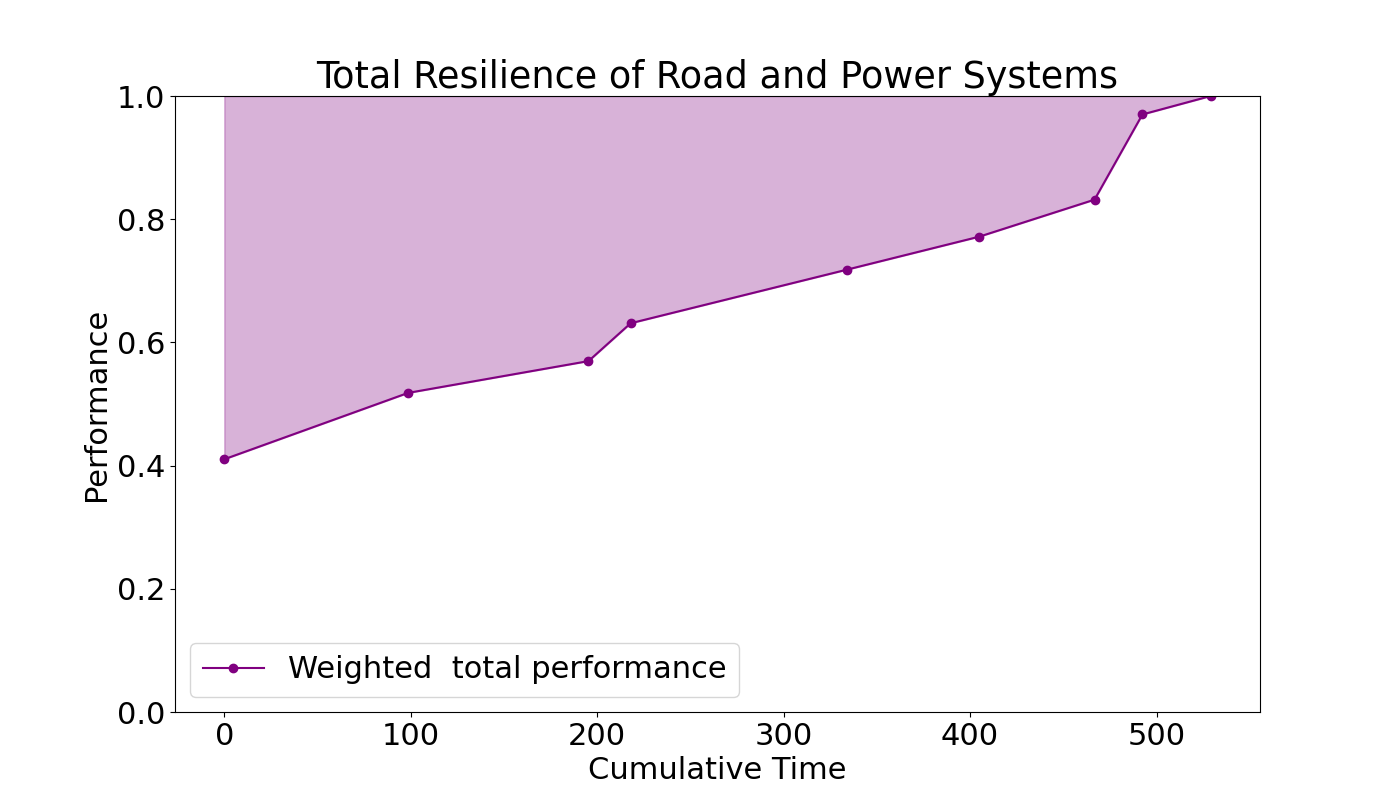 Total Resilience of Road and Power Systems
1.0
0.8
0.6
0.4
0.2
0.0
Performance
Weighted  total performance
0 100 200 300 400 500
Cumulative Time